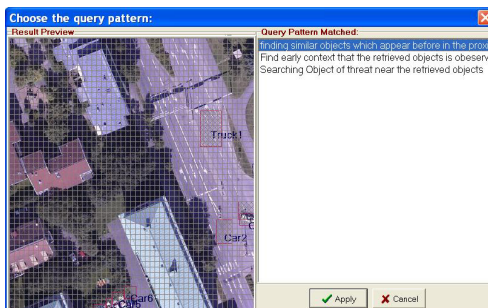 Choose the query pattern:
Result Preview
Query Pattern Matched:
finding similar objects which appear before in the prox
Find early context that the retrieved objects is obeserv
Searching Object of threat near the retrieved objects
Truck1
Car2
Car6
Car5
Apply
Cancel